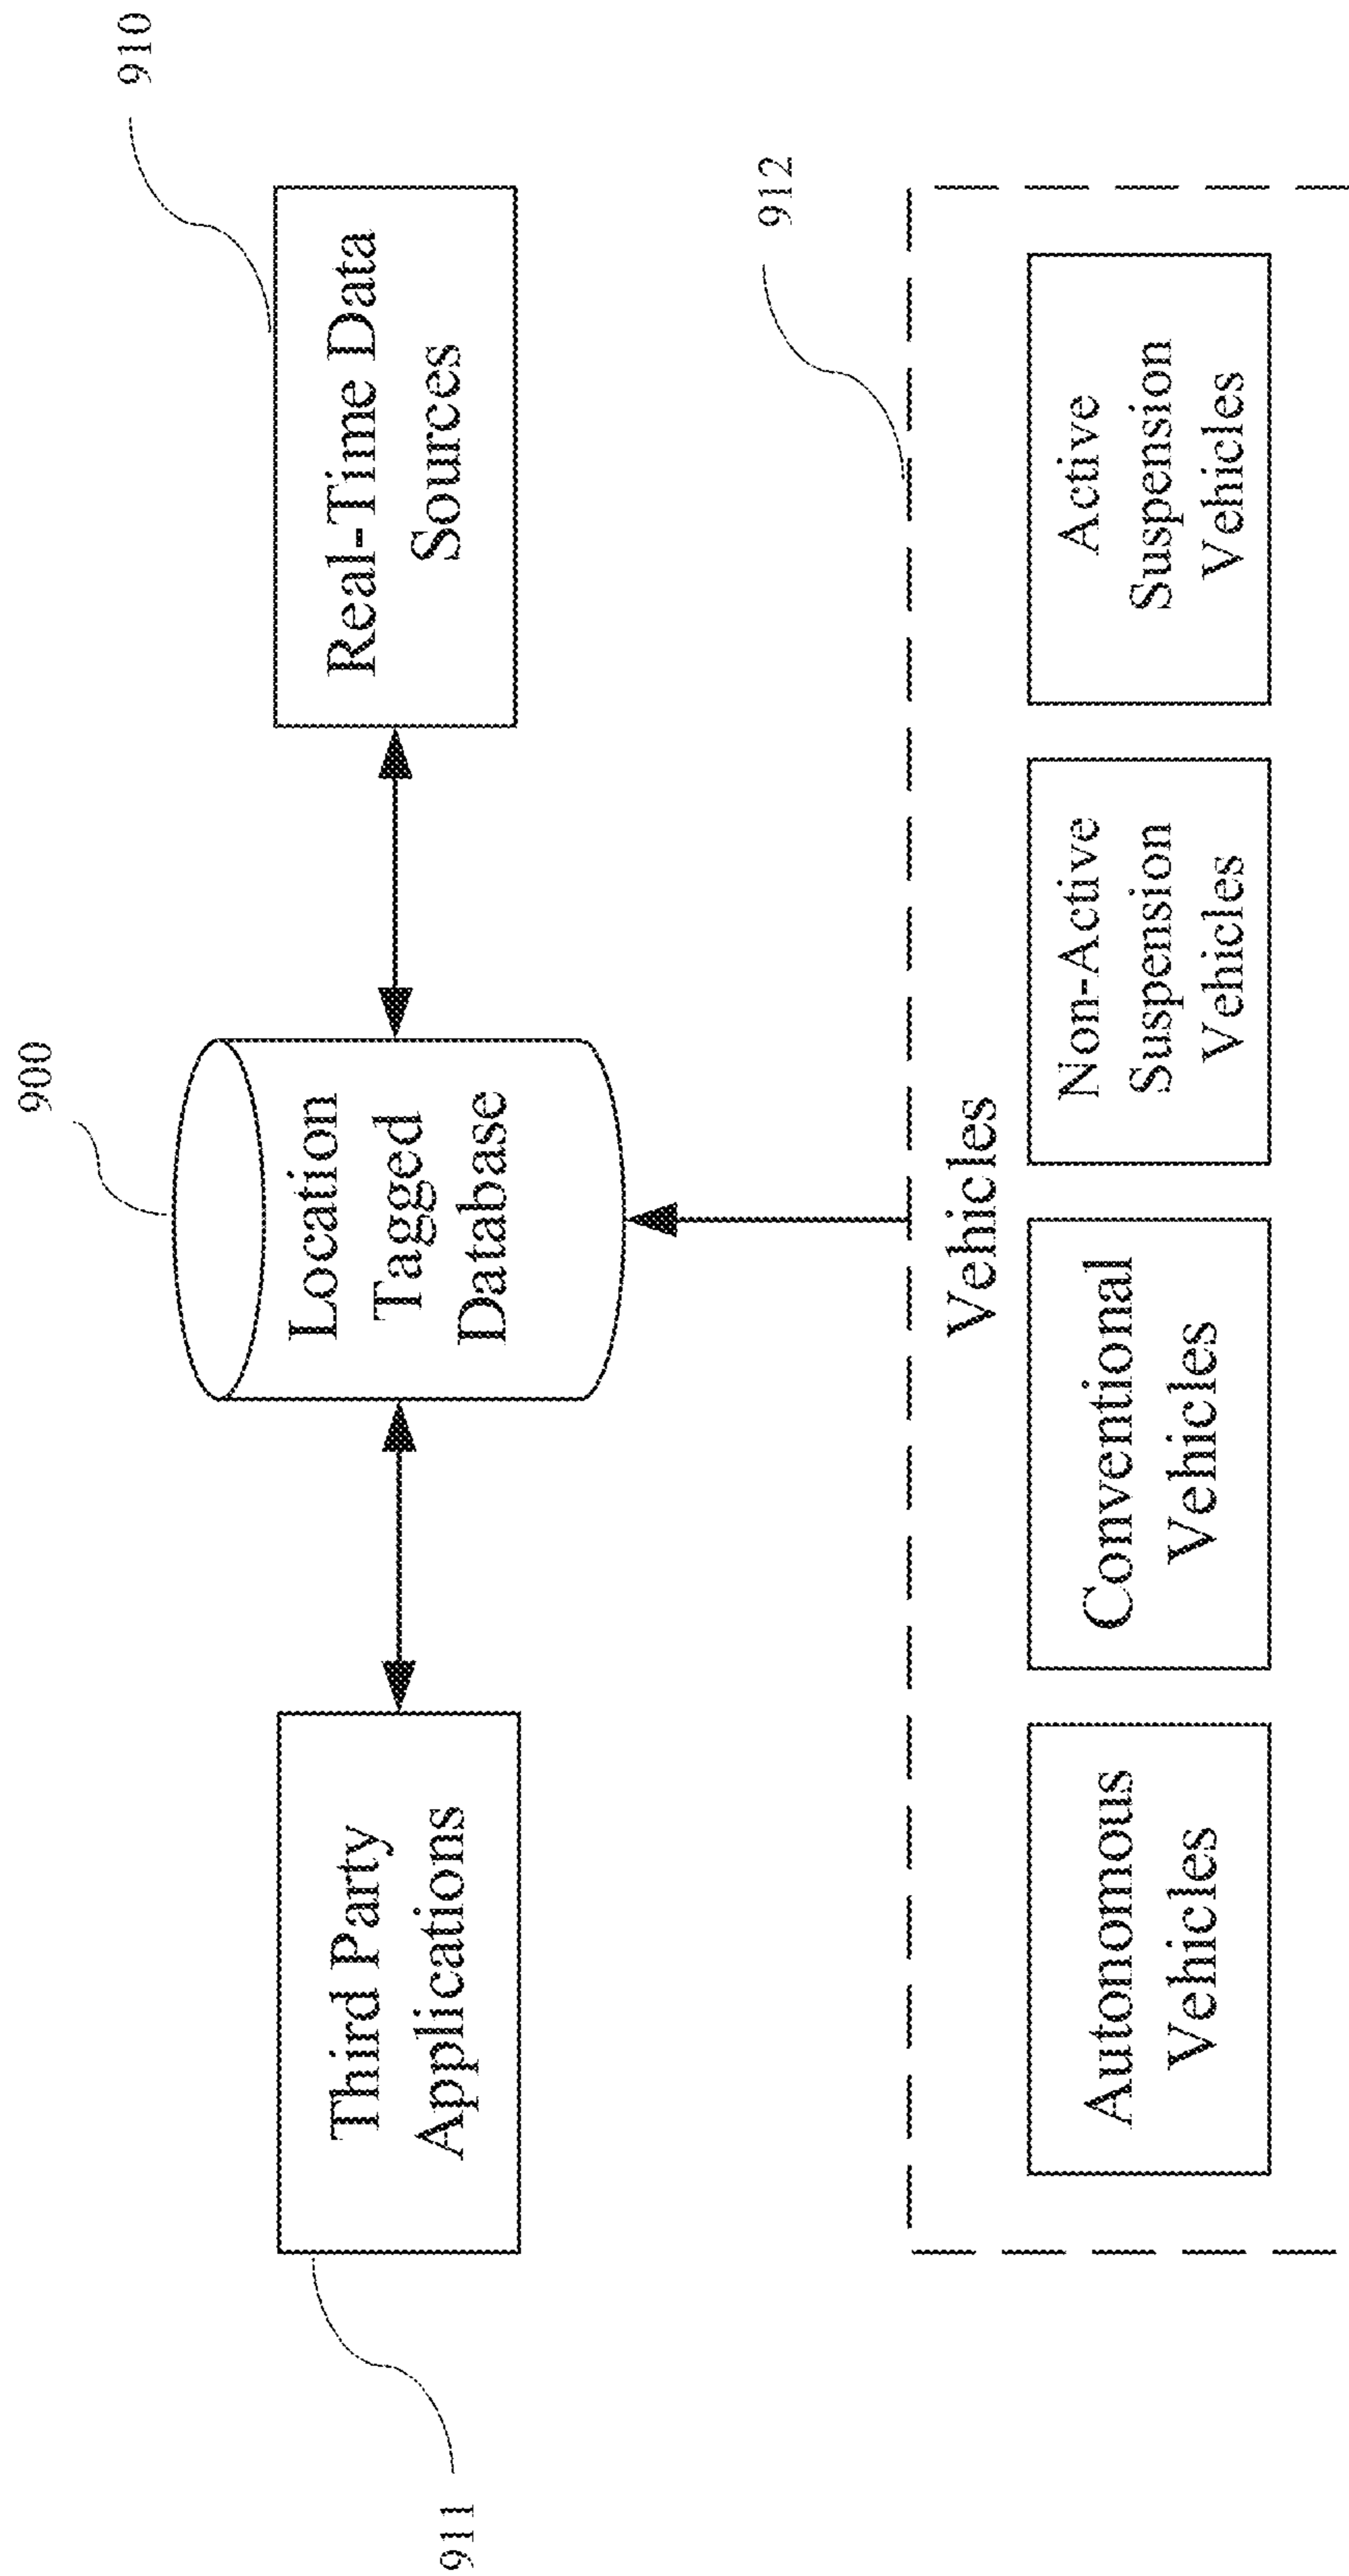 900
910
Location
Tagged
Database
Third Party
Applications
Real-Time Data
Sources
911
912
Vehicles
Autonomous
Vehicles
Conventional
Vehicles
Non-Active
Suspension
Vehicles
Active
Suspension
Vehicles